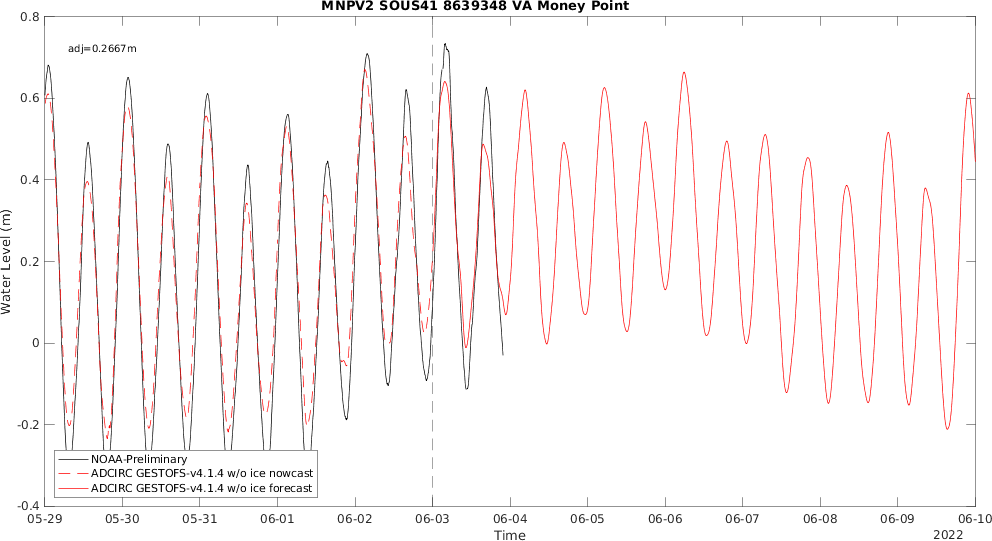 MNPV2 SOUS41 8639348 VA Money Point
adj=0.2667m
0.8
0.6
0.4
0.2
0
-0.2
-0.4
Water Level (m)
NOAA-Preliminary
ADCIRC GESTOFS-v4.1.4 w/o ice nowcast
ADCIRC GESTOFS-v4.1.4 w/o ice forecast
05-29 05-30 05-31 06-01 06-02 06-03 06-04 06-05 06-06 06-07 06-08 06-09 06-10
Time
2022